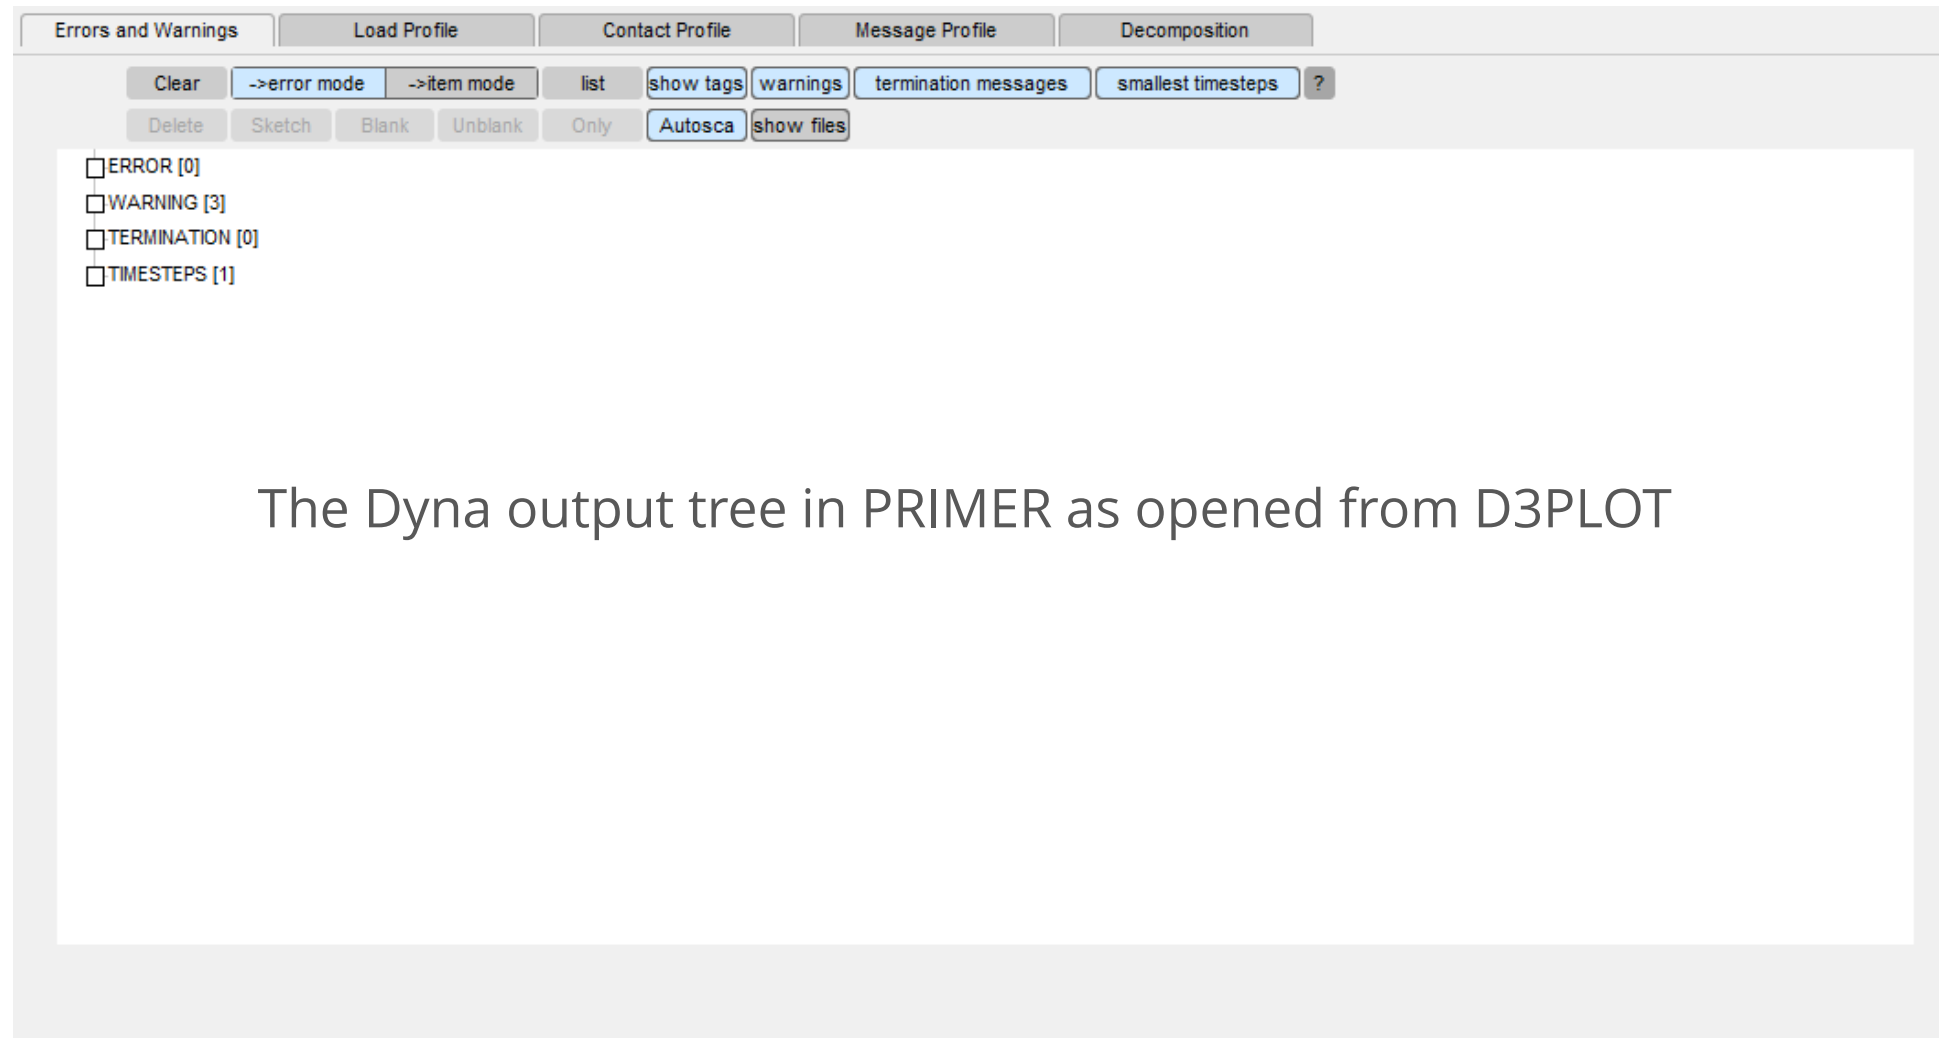 Errors and Warnings Load Profile Contact Profile Message Profile Decomposition
Clear ->error mode ->item mode list show tags warnings termination messages smallest timesteps ?
Delete Sketch Blank Unblank Only Autosca show files
ERROR [0]
WARNING [3]
TERMINATION [0]
TIMESTEPS [1]
The Dyna output tree in PRIMER as opened from D3PLOT